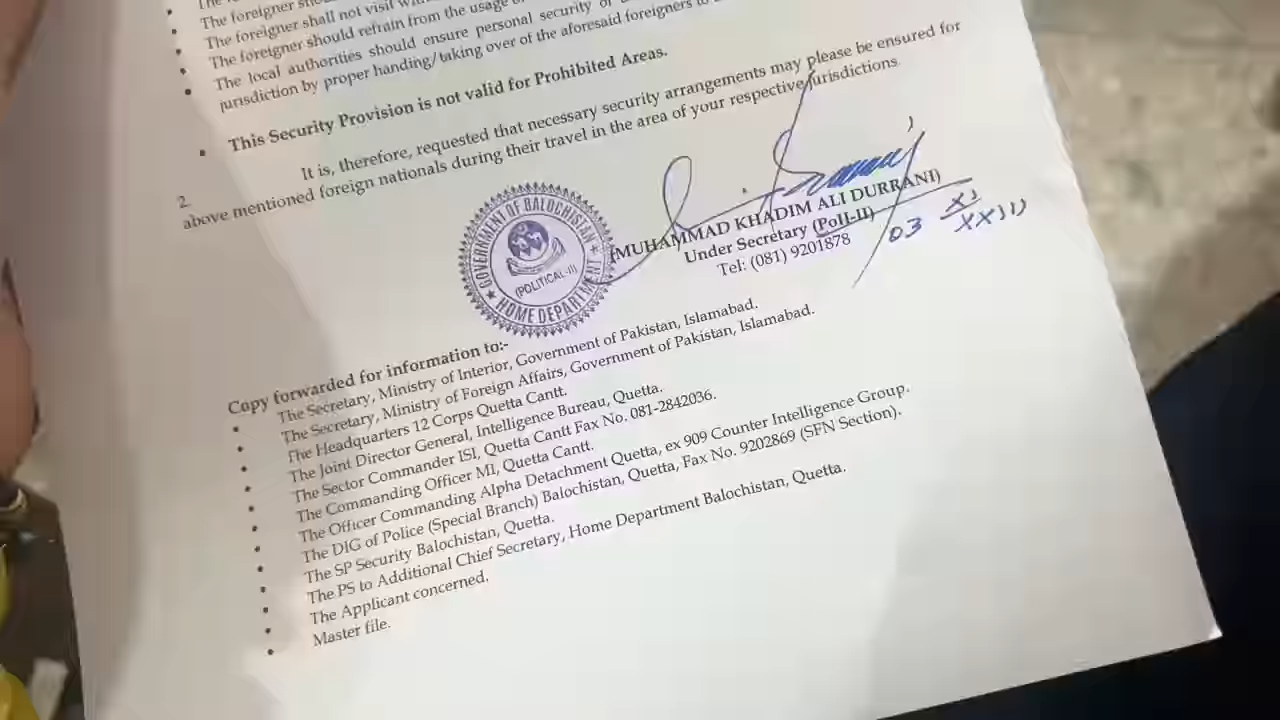 The foreigner
The foreigner shall not visit
The foreigner should refrain from the usage
The local authorities should ensure personal security
jurisdiction by proper handing/taking over of the aforesaid foreigners to
This Security Provision is not valid for Prohibited Areas.
2. It is, therefore, requested that necessary security arrangements may please be ensured for
above mentioned foreign nationals during their travel in the area of your respective jurisdictions
(MUHAMMAD KHADIM ALI DURRANI)
Under Secretary (Poll-II)
Tel: (081) 9201878
03 XI
XXIII
GOVERNMENT OF BALOCHISTAN
(POLITICAL-II)
HOME DEPARTMENT
Copy forwarded for information to:-
The Secretary, Ministry of Interior, Government of Pakistan, Islamabad.
The Secretary, Ministry of Foreign Affairs, Government of Pakistan, Islamabad.
The Headquarters 12 Corps Quetta Cantt.
The Joint Director General, Intelligence Bureau, Quetta.
The Sector Commander ISI, Quetta Cantt Fax No. 081-2842036.
The Commanding Officer MI, Quetta Cantt.
The Officer Commanding Alpha Detachment Quetta, ex 909 Counter Intelligence Group.
The DIG of Police (Special Branch) Balochistan, Quetta, Fax No. 9202869 (SFN Section).
The SP Security Balochistan, Quetta.
The PS to Additional Chief Secretary, Home Department Balochistan, Quetta.
The Applicant concerned.
Master file.